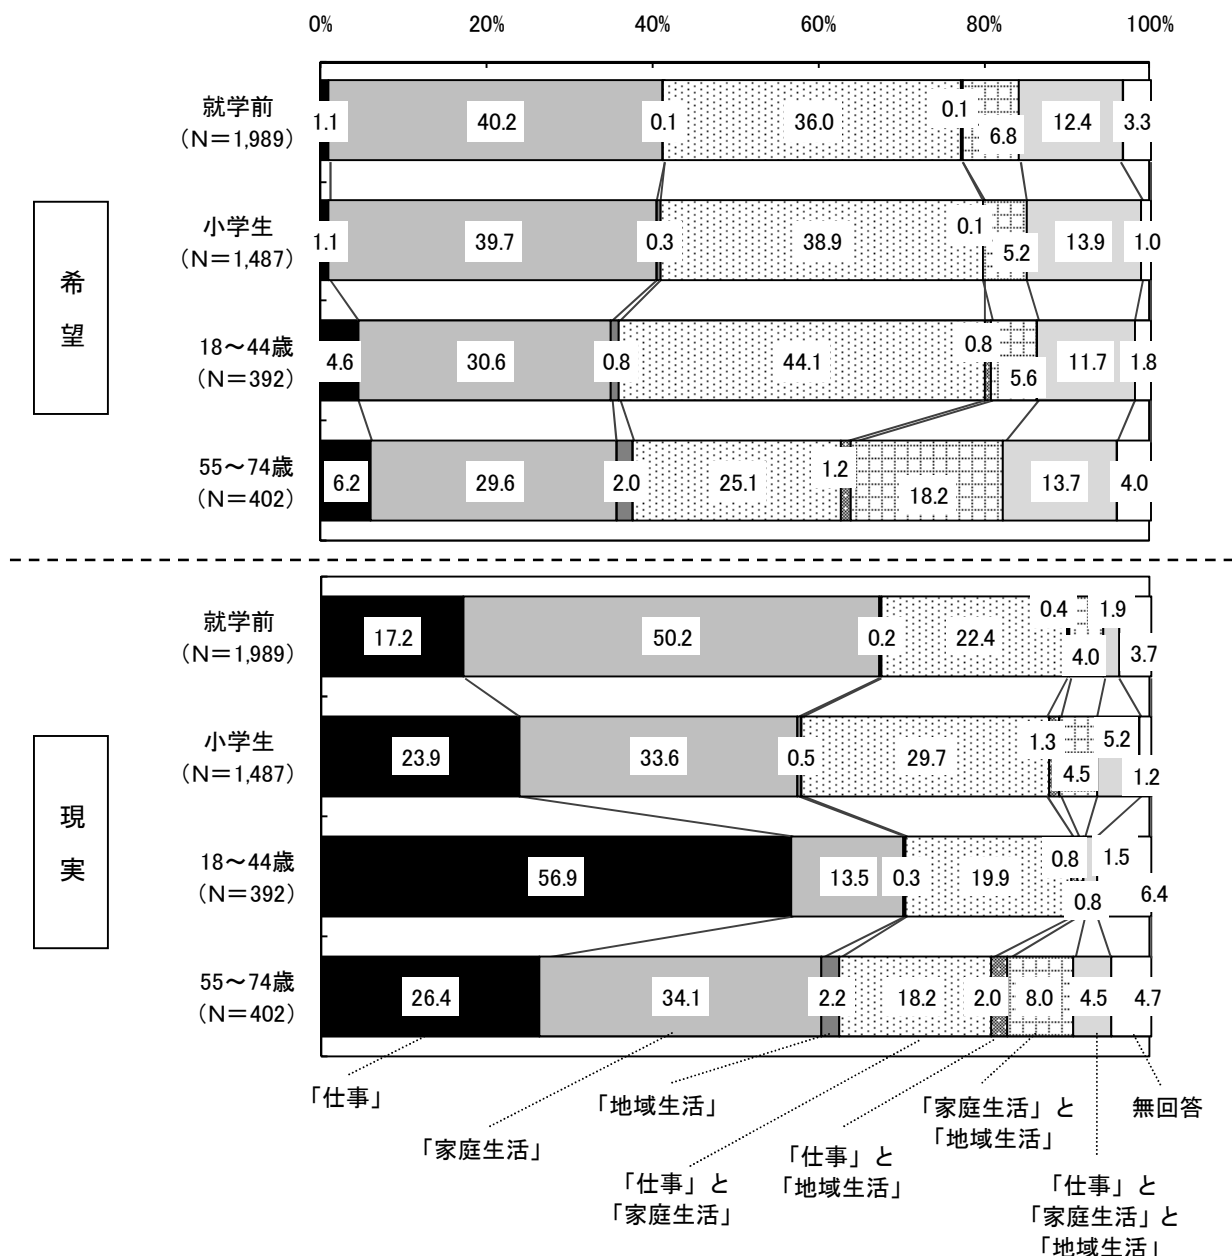 0% 20% 40% 60% 80% 100%
希望
就学前
（N＝1,989）
1.1 40.2 0.1 36.0 0.1 6.8 12.4 3.3
小学生
（N＝1,487）
1.1 39.7 0.3 38.9 0.1 5.2 13.9 1.0
18～44歳
（N＝392）
4.6 30.6 0.8 44.1 0.8 5.6 11.7 1.8
55～74歳
（N＝402）
6.2 29.6 2.0 25.1 1.2 18.2 13.7 4.0
現実
就学前
（N＝1,989）
17.2 50.2 0.2 22.4 0.4 4.0 1.9 3.7
小学生
（N＝1,487）
23.9 33.6 0.5 29.7 1.3 4.5 5.2 1.2
18～44歳
（N＝392）
56.9 13.5 0.3 19.9 0.8 0.8 1.5 6.4
55～74歳
（N＝402）
26.4 34.1 2.2 18.2 2.0 8.0 4.5 4.7
「仕事」
「家庭生活」
「地域生活」
「仕事」と
「家庭生活」
「仕事」と
「地域生活」
「家庭生活」と
「地域生活」
「仕事」と
「家庭生活」と
「地域生活」
無回答